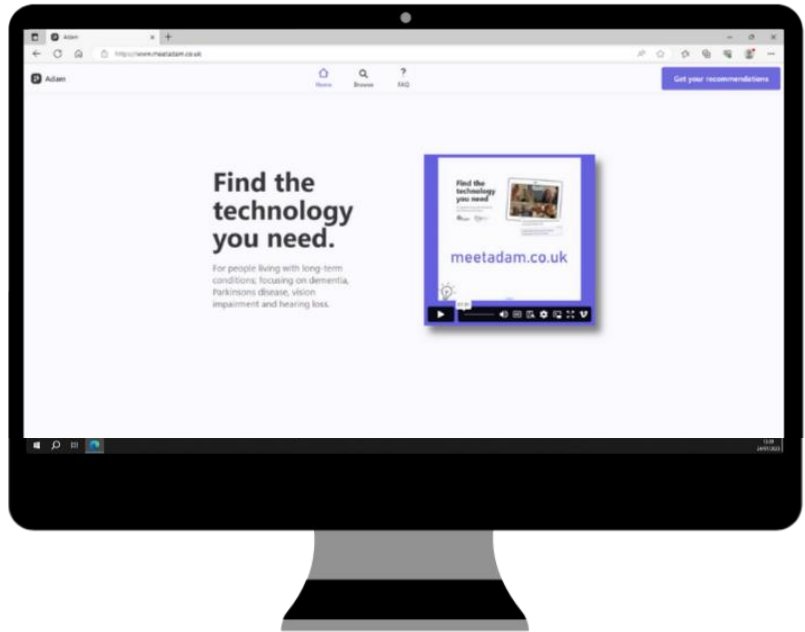 Adam
https://www.meetadam.co.uk
Adam
Home
Browse
?
FAQ
Get your recommendations
Find the
technology
you need.
For people living with long-term
conditions, focusing on dementia,
Parkinsons disease, vision
impairment and hearing loss.
Find the
technology
you need
meetadam.co.uk